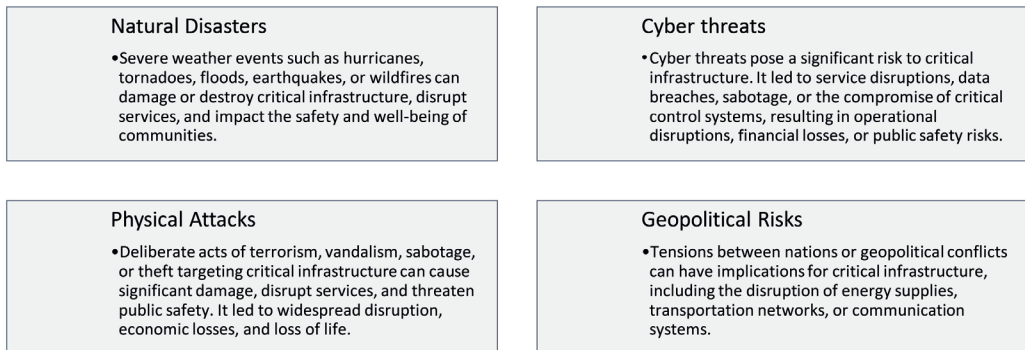 Natural Disasters
•Severe weather events such as hurricanes,
tornadoes, floods, earthquakes, or wildfires can
damage or destroy critical infrastructure, disrupt
services, and impact the safety and well-being of
communities.
Cyber threats
•Cyber threats pose a significant risk to critical
infrastructure. It led to service disruptions, data
breaches, sabotage, or the compromise of critical
control systems, resulting in operational
disruptions, financial losses, or public safety risks.
Physical Attacks
•Deliberate acts of terrorism, vandalism, sabotage,
or theft targeting critical infrastructure can cause
significant damage, disrupt services, and threaten
public safety. It led to widespread disruption,
economic losses, and loss of life.
Geopolitical Risks
•Tensions between nations or geopolitical conflicts
can have implications for critical infrastructure,
including the disruption of energy supplies,
transportation networks, or communication
systems.